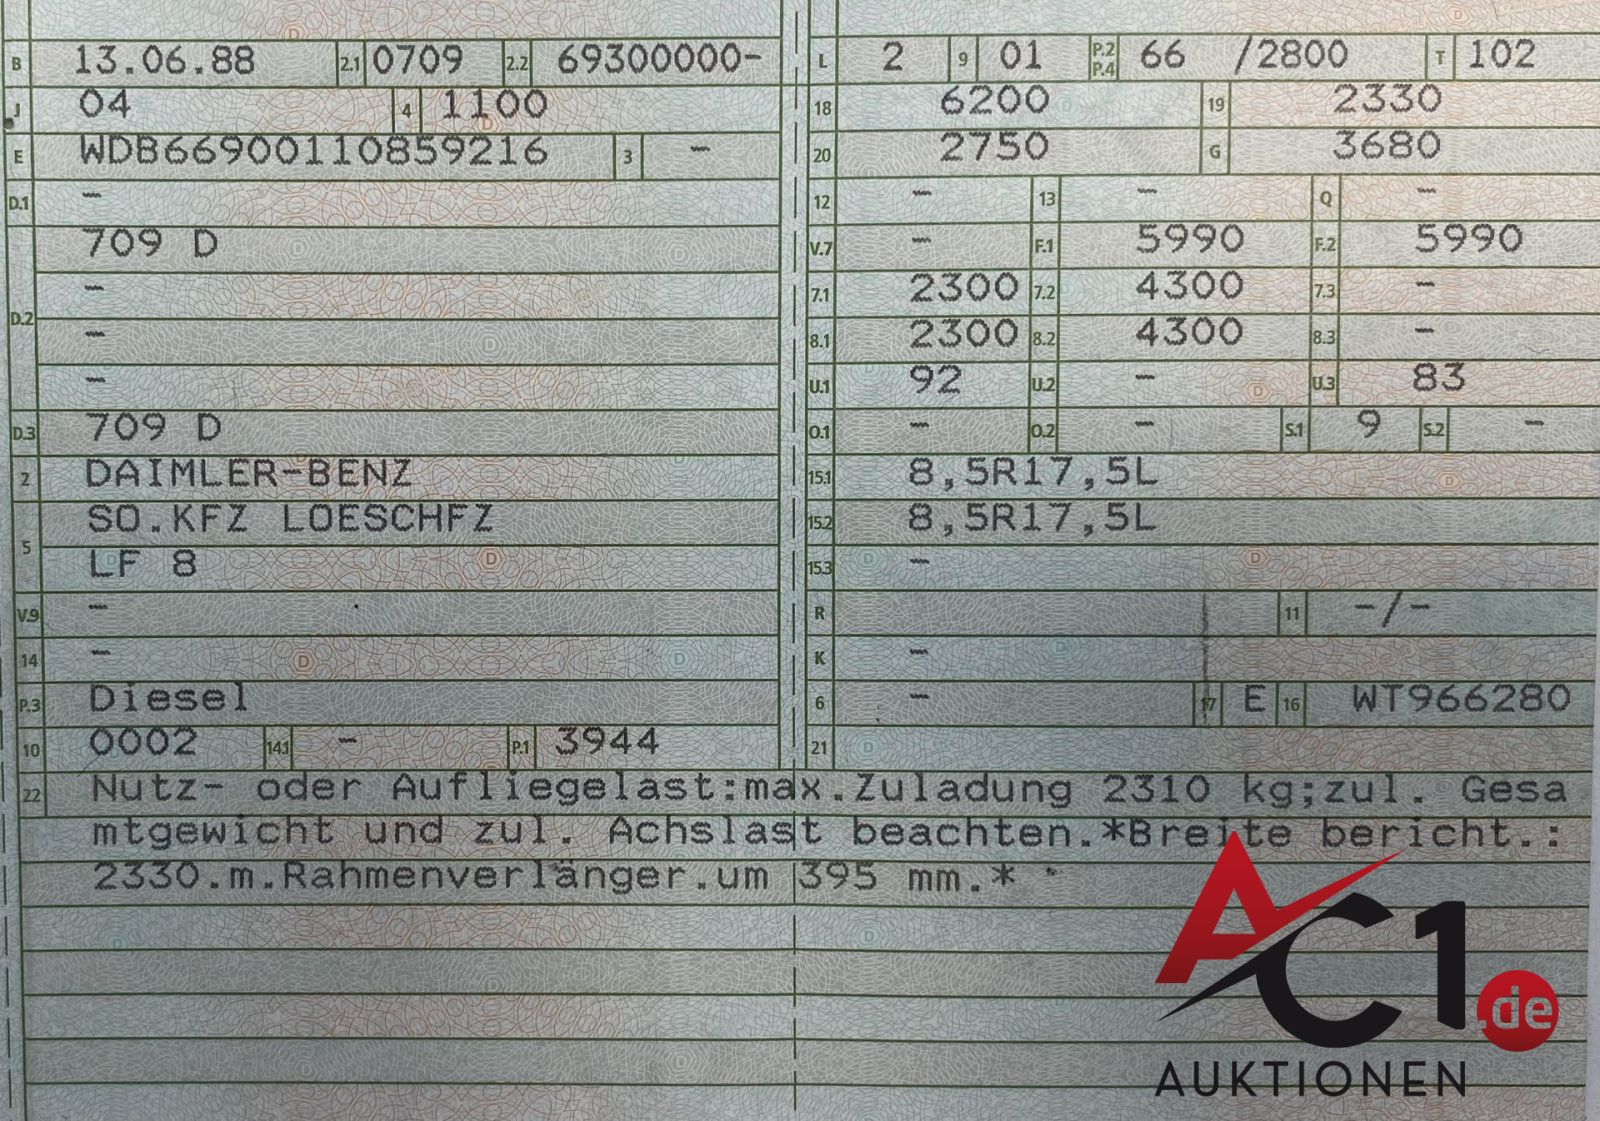 B 13.06.88 2.1 0709 2.2 69300000-
J 04 4 1100
E WDB66900110859216 3 -
D.1 -
709 D
D.2 -
-
-
D.3 709 D
2 DAIMLER-BENZ
5 SO.KFZ LOESCHFZ
LF 8
V.9 -
14 -
P.3 Diesel
10 0002 14.1 - P.1 3944
L 2 9 01 P.2 P.4 66 /2800 T 102
18 6200 19 2330
20 2750 G 3680
12 - 13 - Q -
V.7 - F.1 5990 F.2 5990
7.1 2300 7.2 4300 7.3 -
8.1 2300 8.2 4300 8.3 -
U.1 92 U.2 - U.3 83
O.1 - O.2 - S.1 9 S.2 -
15.1 8,5R17,5L
15.2 8,5R17,5L
15.3 -
R 11 -/-
K -
6 - 17 E 16 WT966280
21
22 Nutz- oder Aufliegelast:max.Zuladung 2310 kg;zul. Gesa
mtgewicht und zul. Achslast beachten.*Breite bericht.:
2330.m.Rahmenverlänger.um 395 mm.*
AC1.de
AUKTIONEN